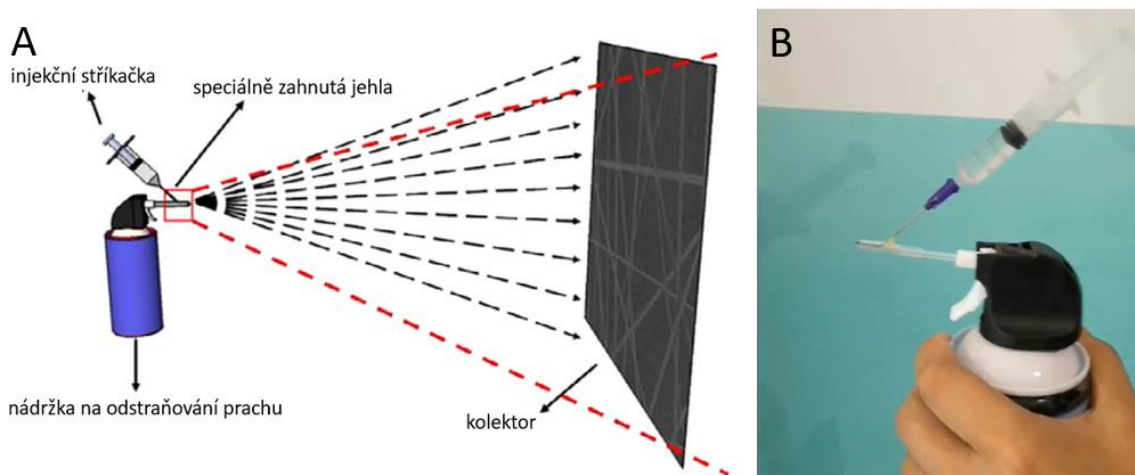 A
injekční stříkačka
speciálně zahnutá jehla
nádržka na odstraňování prachu
kolektor
B